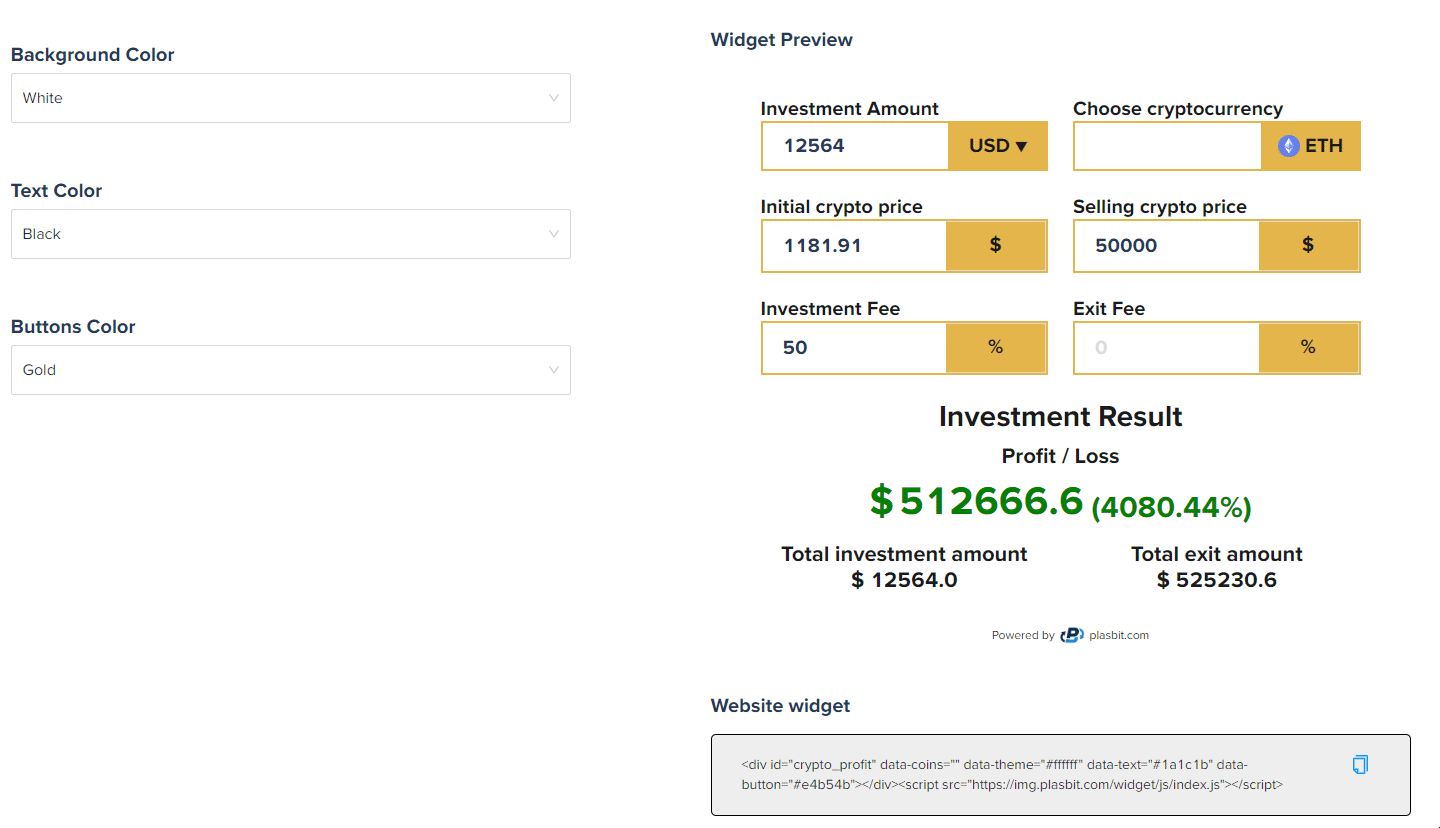 Background Color
White
Text Color
Black
Buttons Color
Gold
Widget Preview
Investment Amount
12564 USD ▼
Choose cryptocurrency
ETH
Initial crypto price
1181.91 $
Selling crypto price
50000 $
Investment Fee
50 %
Exit Fee
0 %
Investment Result
Profit / Loss
$ 512666.6 (4080.44%)
Total investment amount
$ 12564.0
Total exit amount
$ 525230.6
Powered by plasbit.com
Website widget
<div id="crypto_profit" data-coins="" data-theme="#ffffff" data-text="#1a1c1b" data-
button="#e4b54b"></div><script src="https://img.plasbit.com/widget/js/index.js"></script>